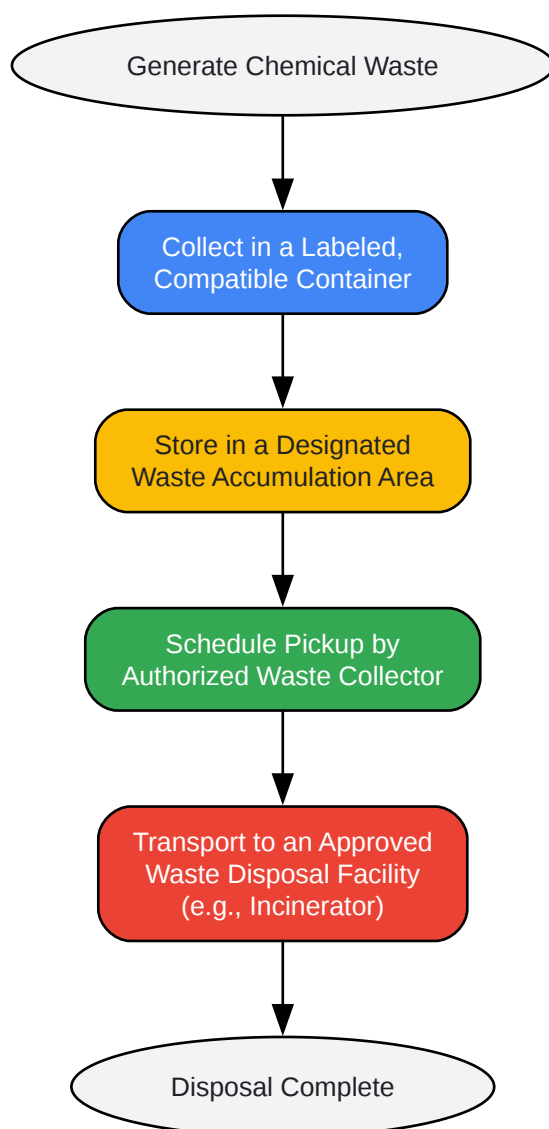 Generate Chemical Waste
Collect in a Labeled,
Compatible Container
Store in a Designated
Waste Accumulation Area
Schedule Pickup by
Authorized Waste Collector
Transport to an Approved
Waste Disposal Facility
(e.g., Incinerator)
Disposal Complete